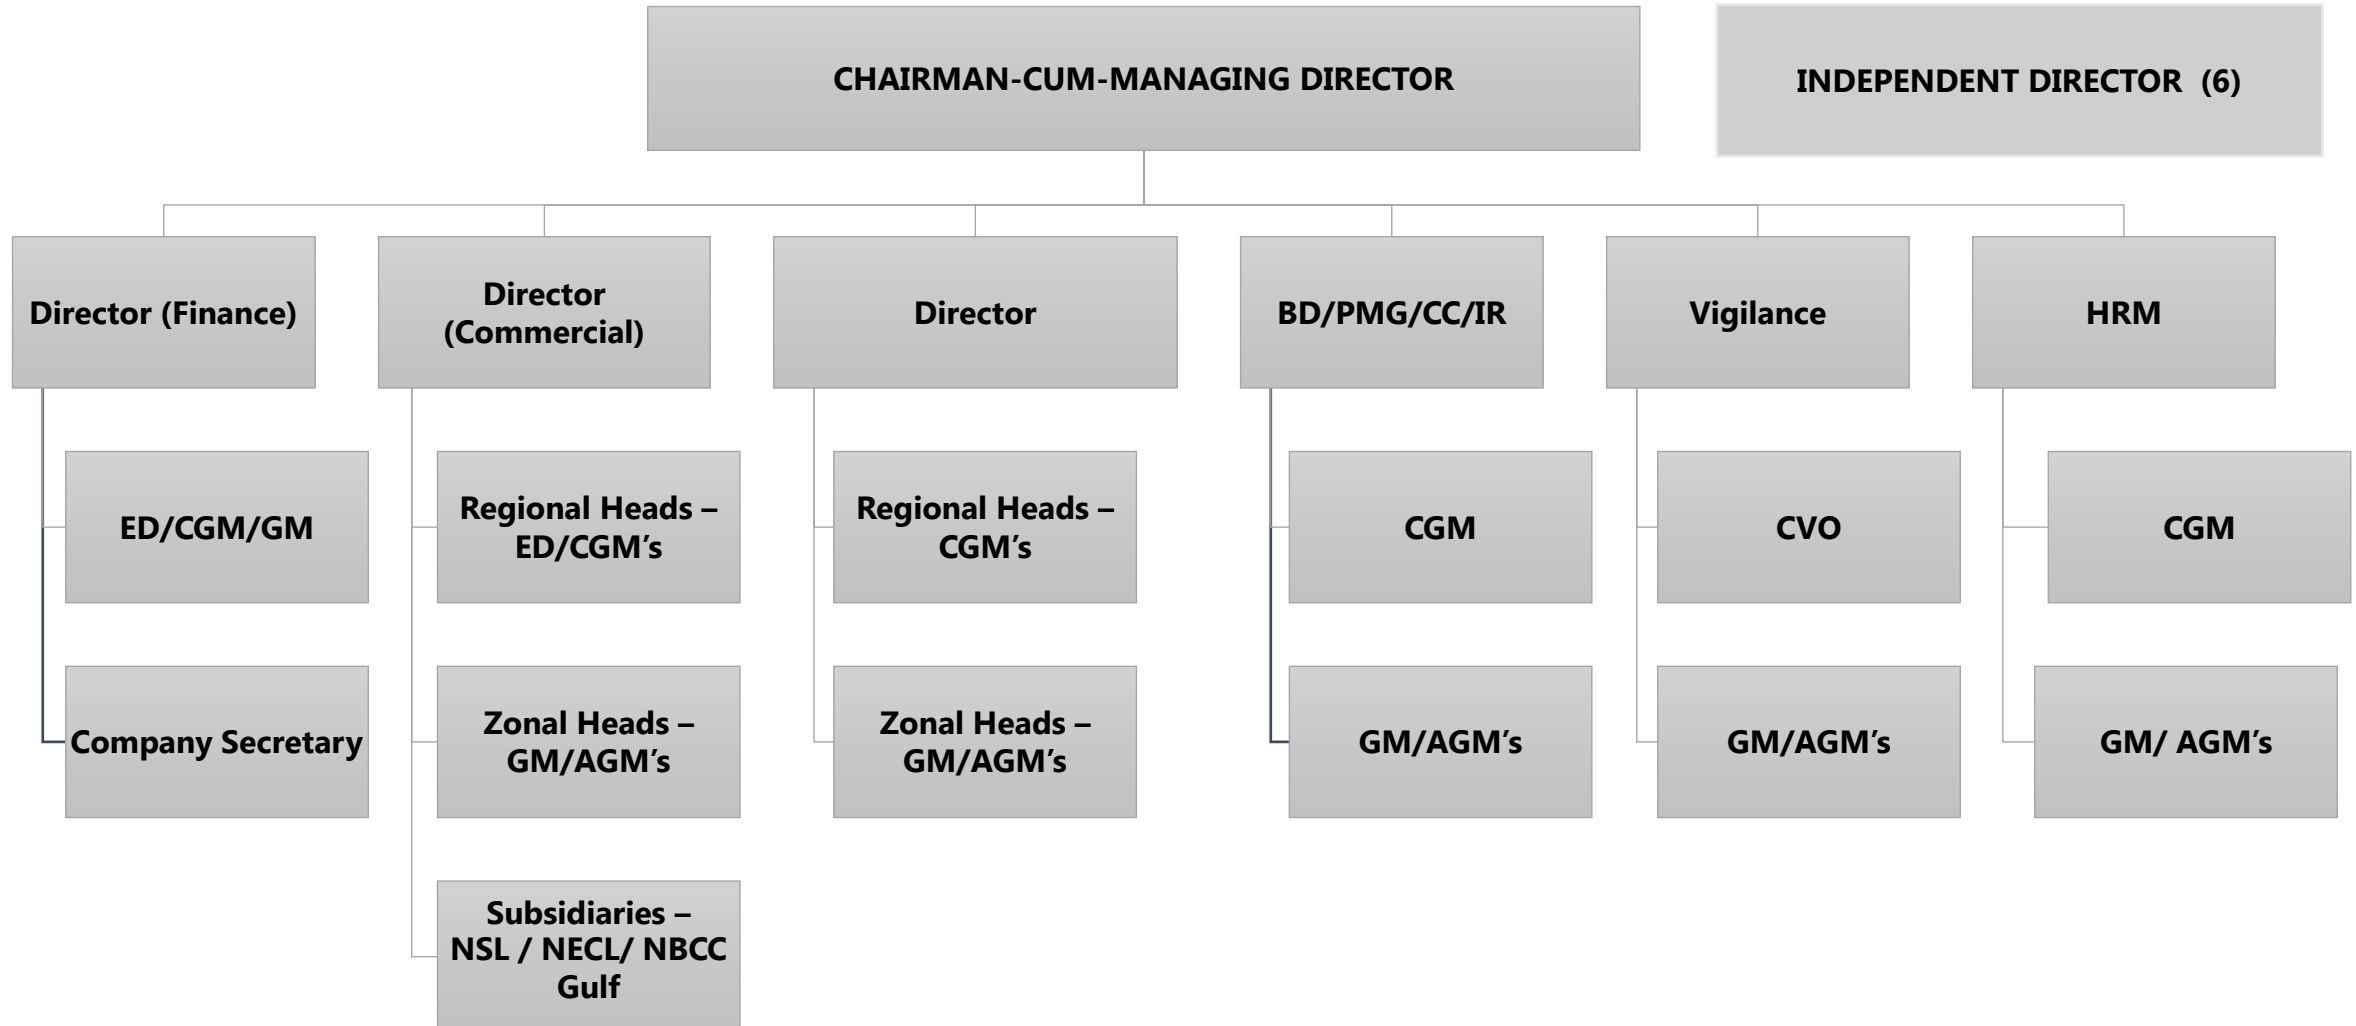 CHAIRMAN-CUM-MANAGING DIRECTOR
INDEPENDENT DIRECTOR (6)
Director (Finance)
Director
(Commercial)
Director
BD/PMG/CC/IR
Vigilance
HRM
ED/CGM/GM
Regional Heads –
ED/CGM’s
Regional Heads –
CGM’s
CGM
CVO
CGM
Company Secretary
Zonal Heads –
GM/AGM’s
Zonal Heads –
GM/AGM’s
GM/AGM’s
GM/AGM’s
GM/ AGM’s
Subsidiaries –
NSL / NECL/ NBCC
Gulf